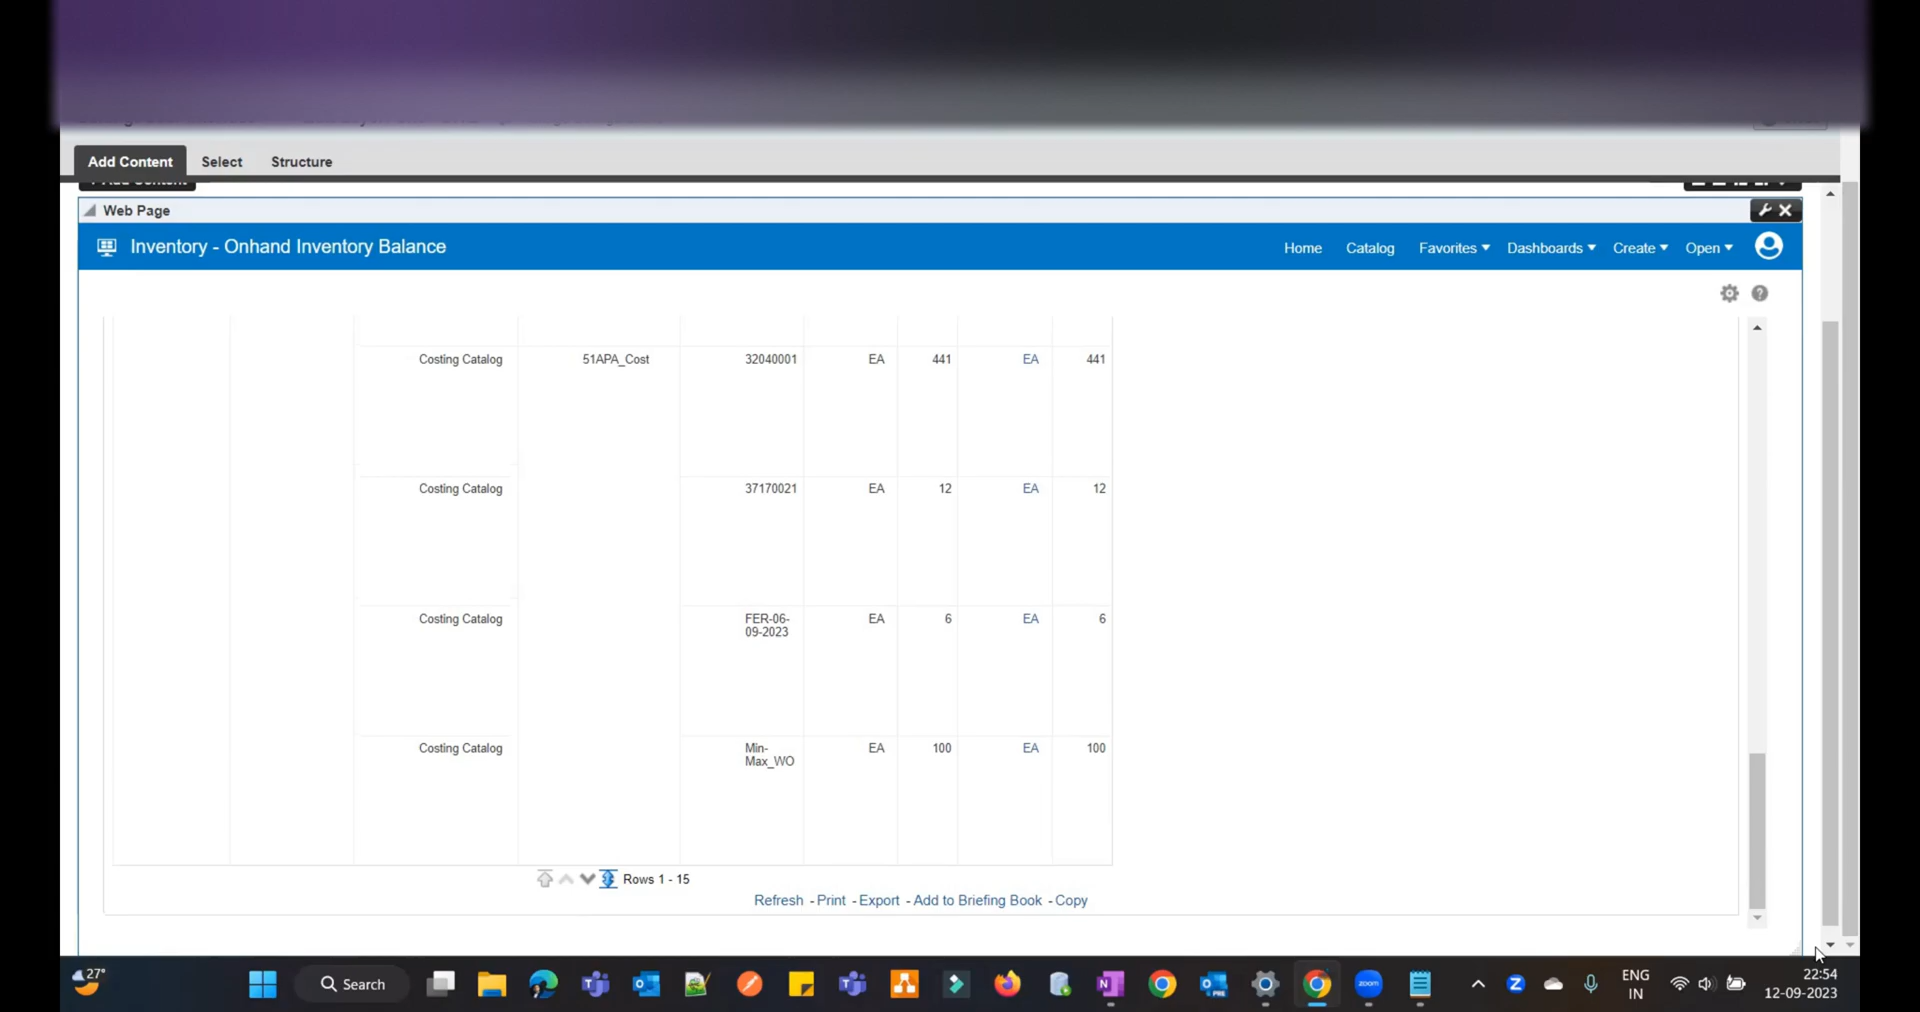 Add Content Select Structure
Add Content
Web Page
Inventory - Onhand Inventory Balance Home Catalog Favorites Dashboards Create Open
Costing Catalog 51APA_Cost 32040001 EA 441 EA 441
Costing Catalog 37170021 EA 12 EA 12
Costing Catalog FER-06- EA 6 EA 6
09-2023
Costing Catalog Min- EA 100 EA 100
Max_WO
Rows 1 - 15
Refresh - Print - Export - Add to Briefing Book - Copy
27°
Search
zoom
ENG
IN
22:54
12-09-2023